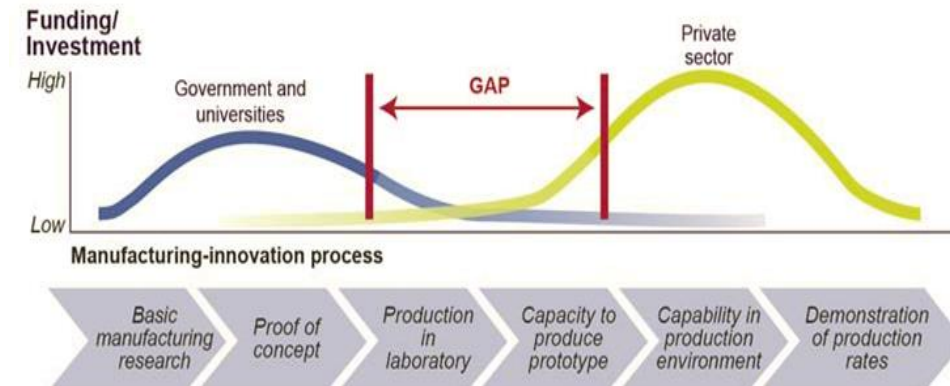 Funding/
Investment
High
Low
Government and
universities
GAP
Private
sector
Manufacturing-innovation process
Basic
manufacturing
research
Proof of
concept
Production
in
laboratory
Capacity to
produce
prototype
Capability in
production
environment
Demonstration
of production
rates